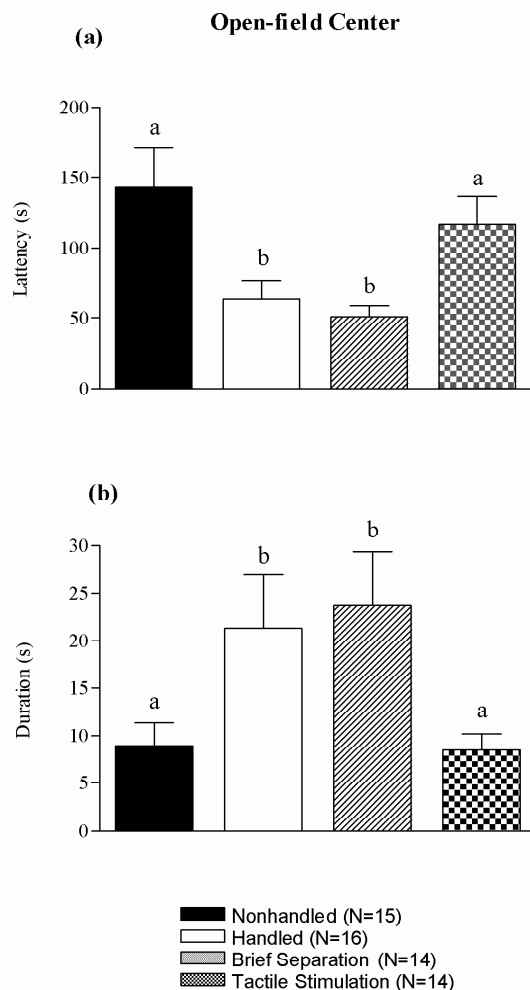 Open-field Center
(a)
200
150
100
50
0
Lattency (s)
a
b
b
a
(b)
30
25
20
15
10
5
0
Duration (s)
a
b
b
a
Nonhandled (N=15)
Handled (N=16)
Brief Separation (N=14)
Tactile Stimulation (N=14)